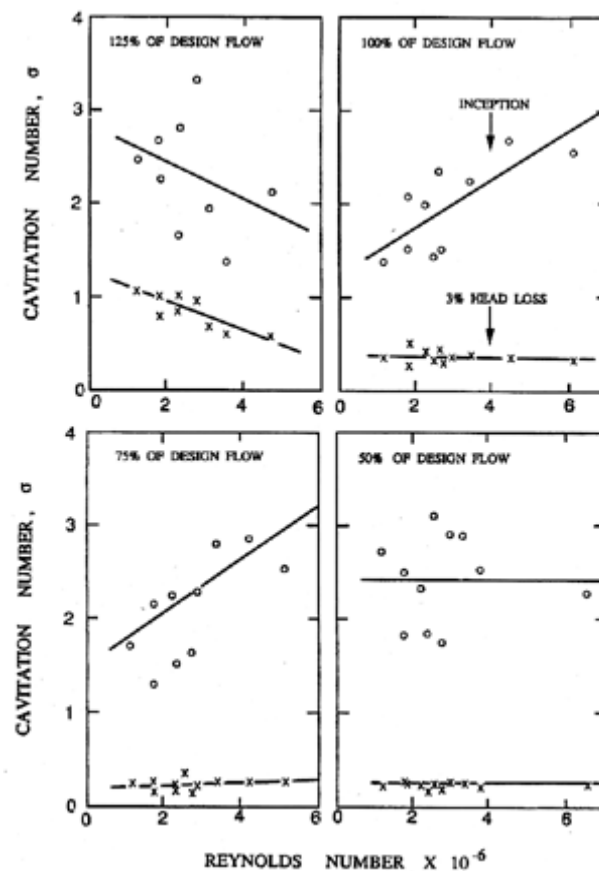 125% OF DESIGN FLOW
100% OF DESIGN FLOW
INCEPTION
3% HEAD LOSS
CAVITATION NUMBER, σ
4
3
2
1
0
0 2 4 6
0 2 4 6
75% OF DESIGN FLOW
50% OF DESIGN FLOW
CAVITATION NUMBER, σ
4
3
2
1
0
0 2 4 6
0 2 4 6
REYNOLDS NUMBER X 10⁻⁶